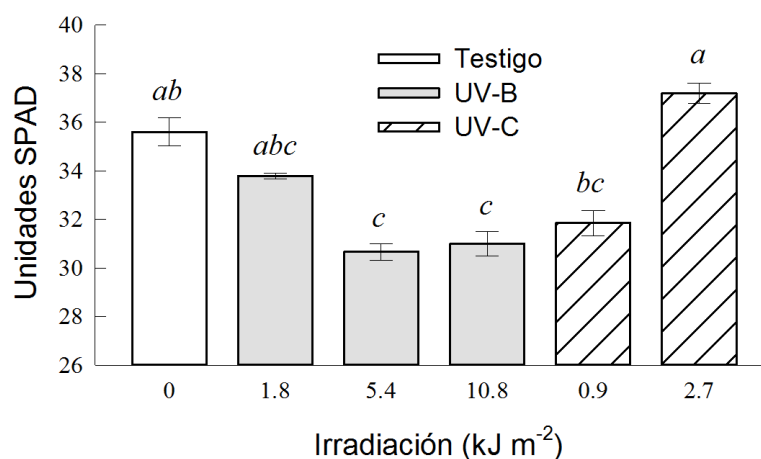 Unidades SPAD
40
38
36
34
32
30
28
26
Testigo
UV-B
UV-C
ab
abc
c
c
bc
a
0 1.8 5.4 10.8 0.9 2.7
Irradiación (kJ m⁻²)